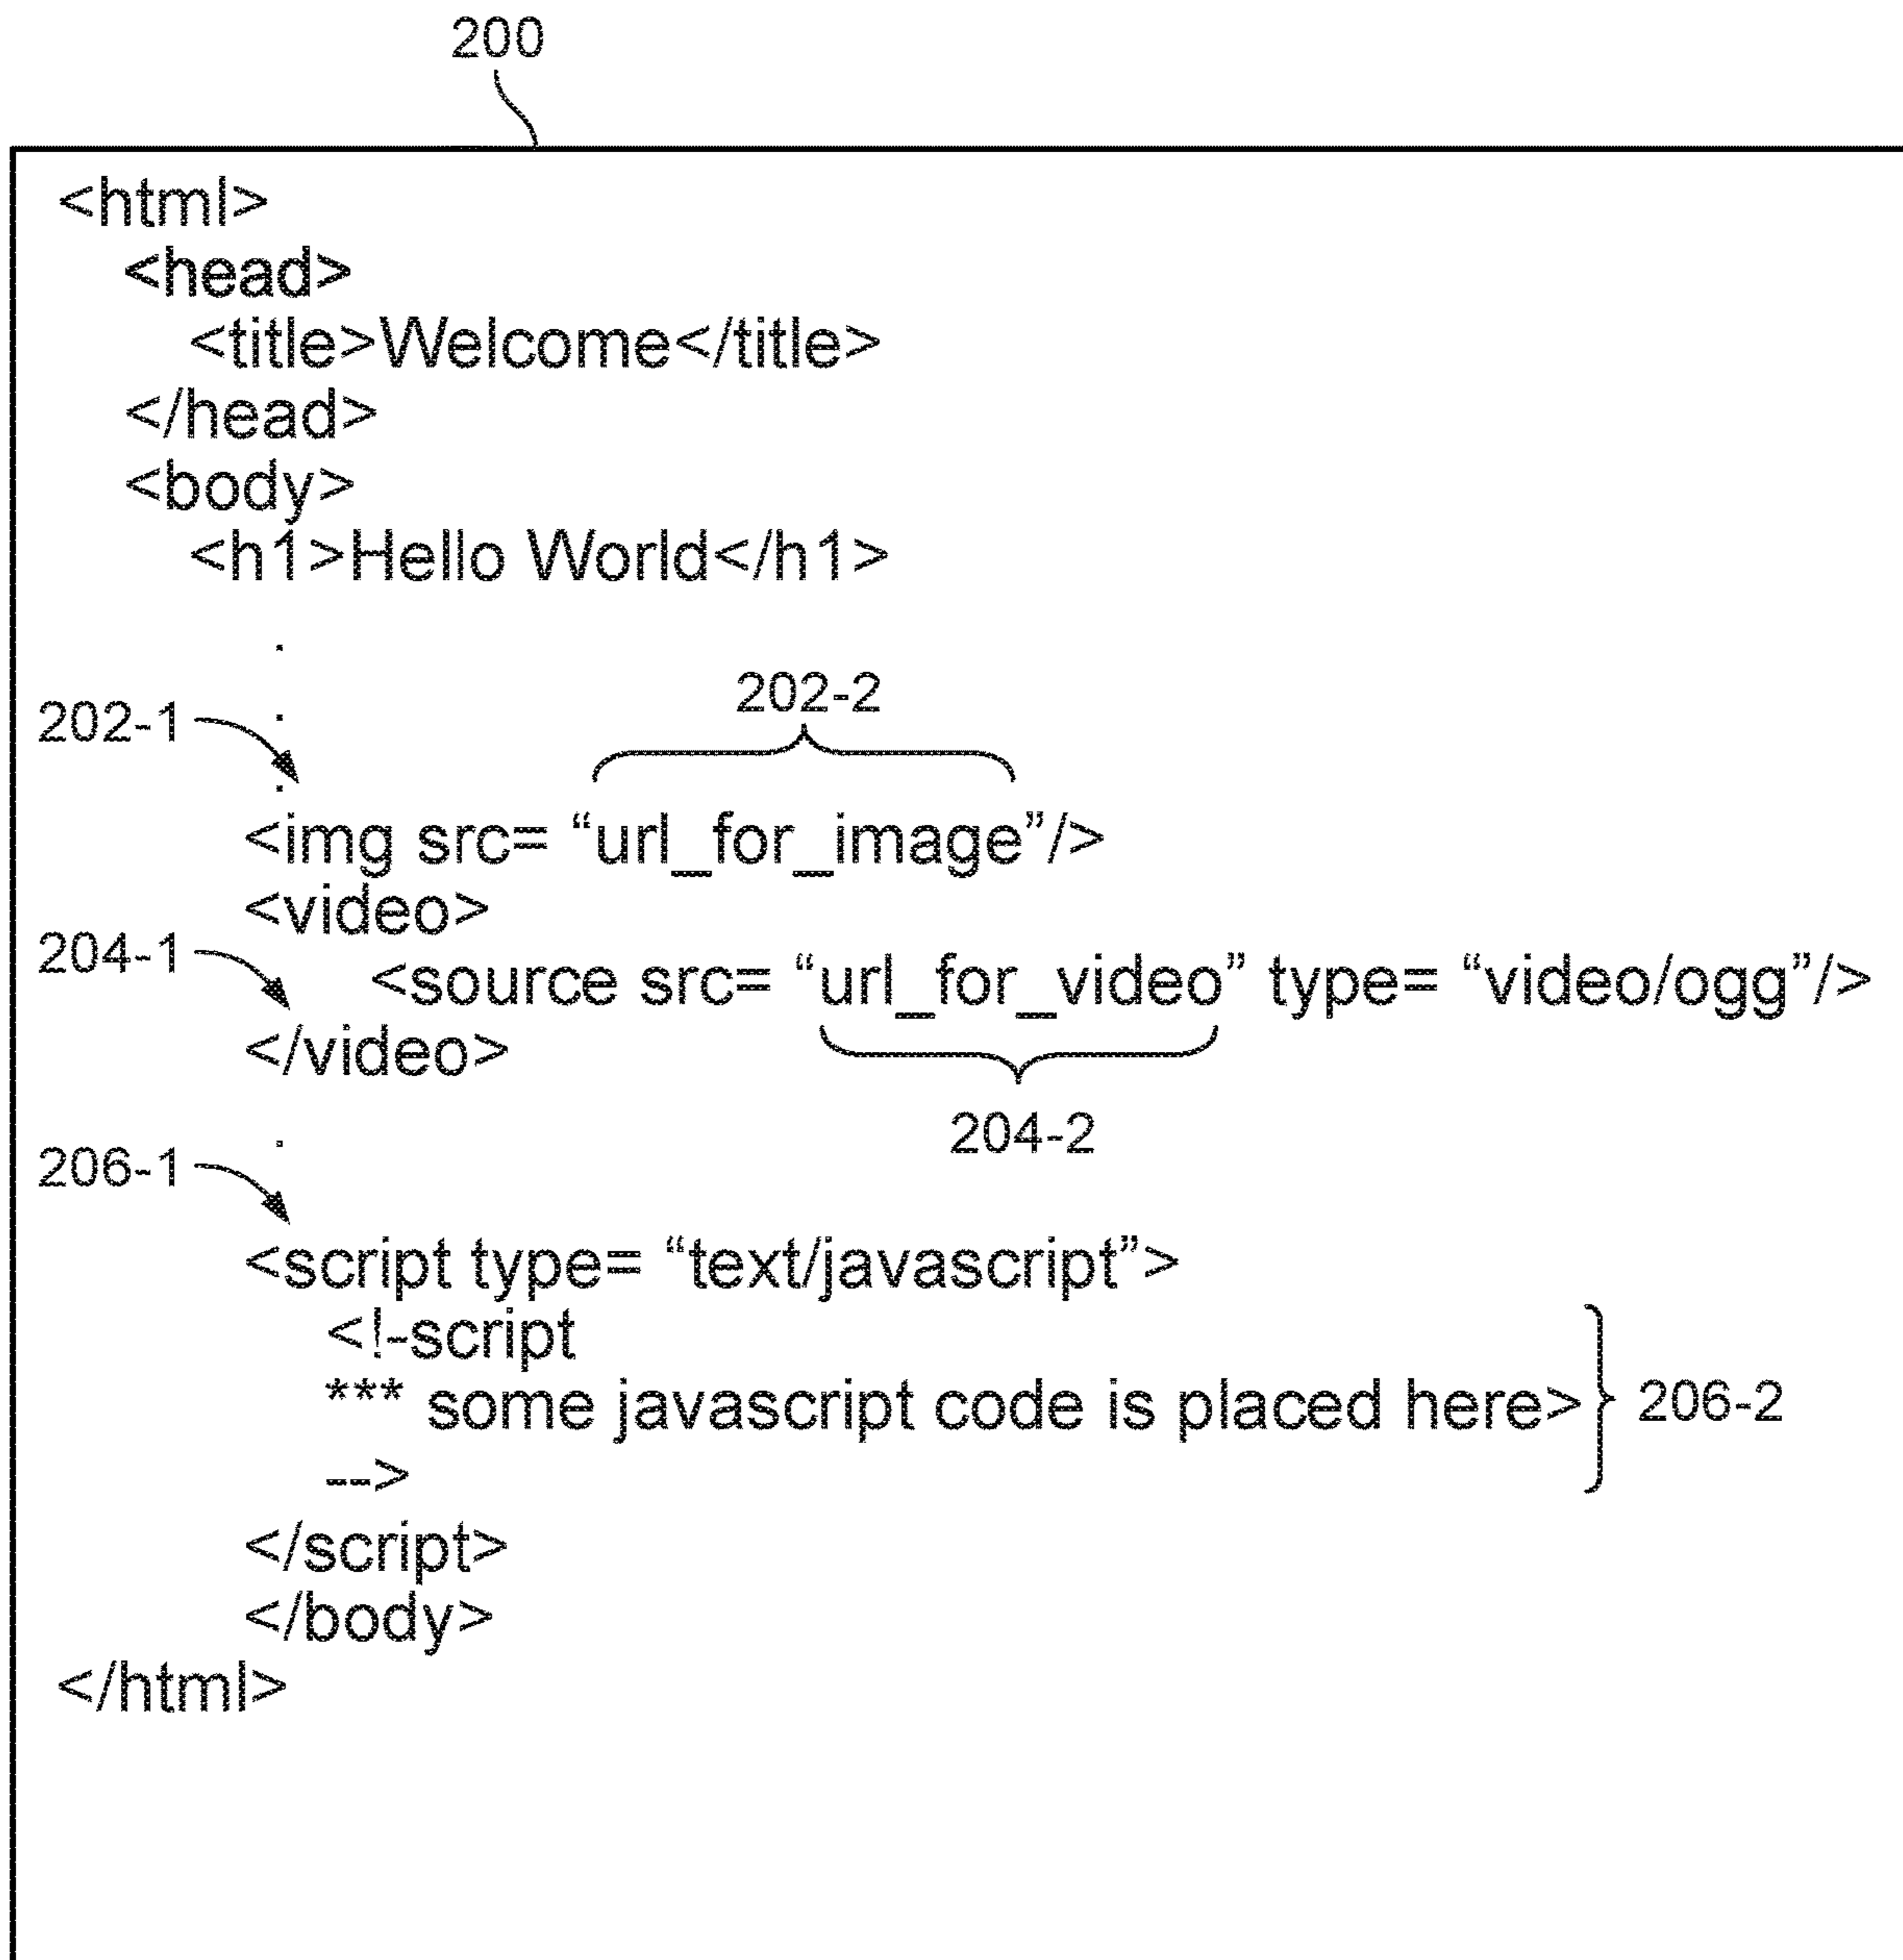 200
<html>
<head>
<title>Welcome</title>
</head>
<body>
<h1>Hello World</h1>
.
202-2
202-1
.
.
<img src= “url_for_image”/>
<video>
204-1
<source src= “url_for_video” type= “video/ogg”/>
</video>
204-2
.
206-1
<script type= “text/javascript”>
<!-script
*** some javascript code is placed here>
206-2
-->
</script>
</body>
</html>